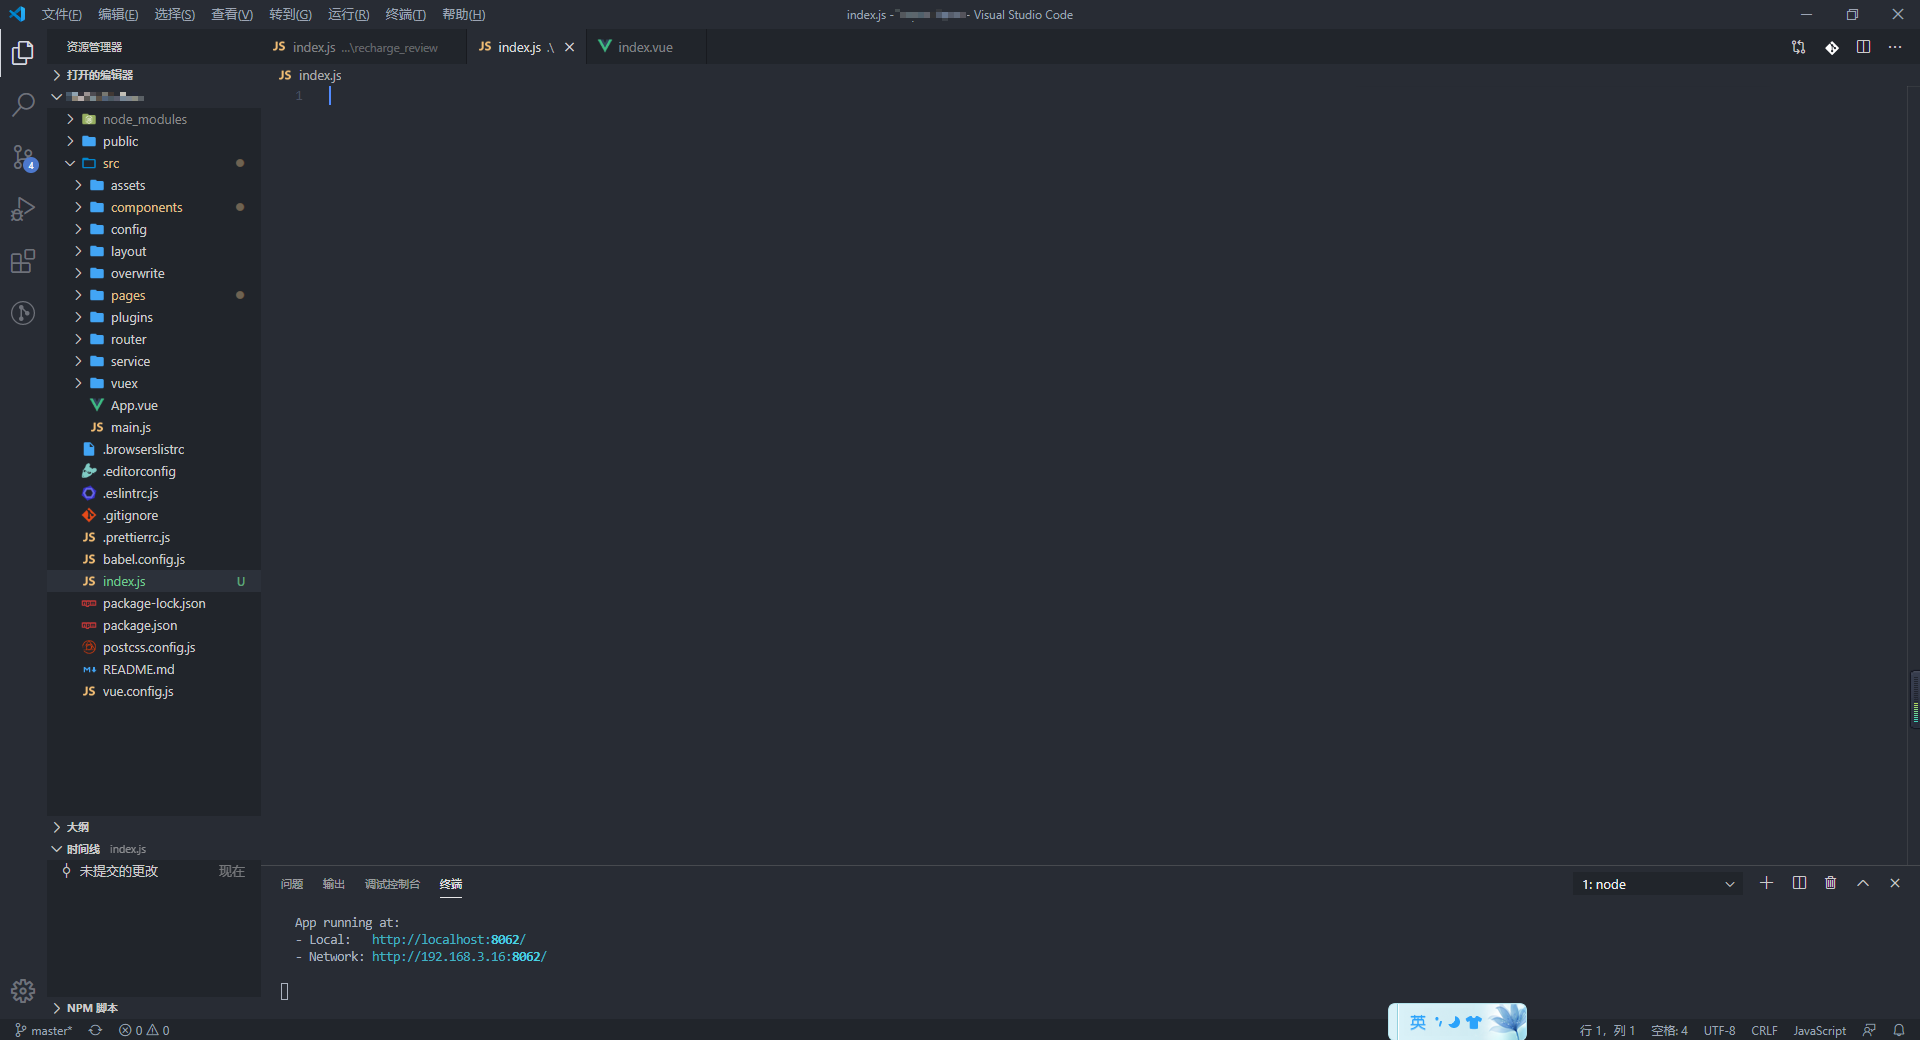 文件(F) 编辑(E) 选择(S) 查看(V) 转到(G) 运行(R) 终端(T) 帮助(H)
index.js - - Visual Studio Code
资源管理器
JS index.js ...\recharge_review
JS index.js .\
index.vue
打开的编辑器
JS index.js
1
node_modules
public
src
assets
components
config
layout
overwrite
pages
plugins
router
service
vuex
App.vue
JS main.js
.browserslistrc
.editorconfig
.eslintrc.js
.gitignore
JS .prettierrc.js
JS babel.config.js
JS index.js U
package-lock.json
package.json
postcss.config.js
README.md
JS vue.config.js
4
大纲
时间线 index.js
未提交的更改 现在
NPM 脚本
问题 输出 调试控制台 终端
1: node
App running at:
- Local: http://localhost:8062/
- Network: http://192.168.3.16:8062/
英
master* 0 0
行 1，列 1 空格: 4 UTF-8 CRLF JavaScript